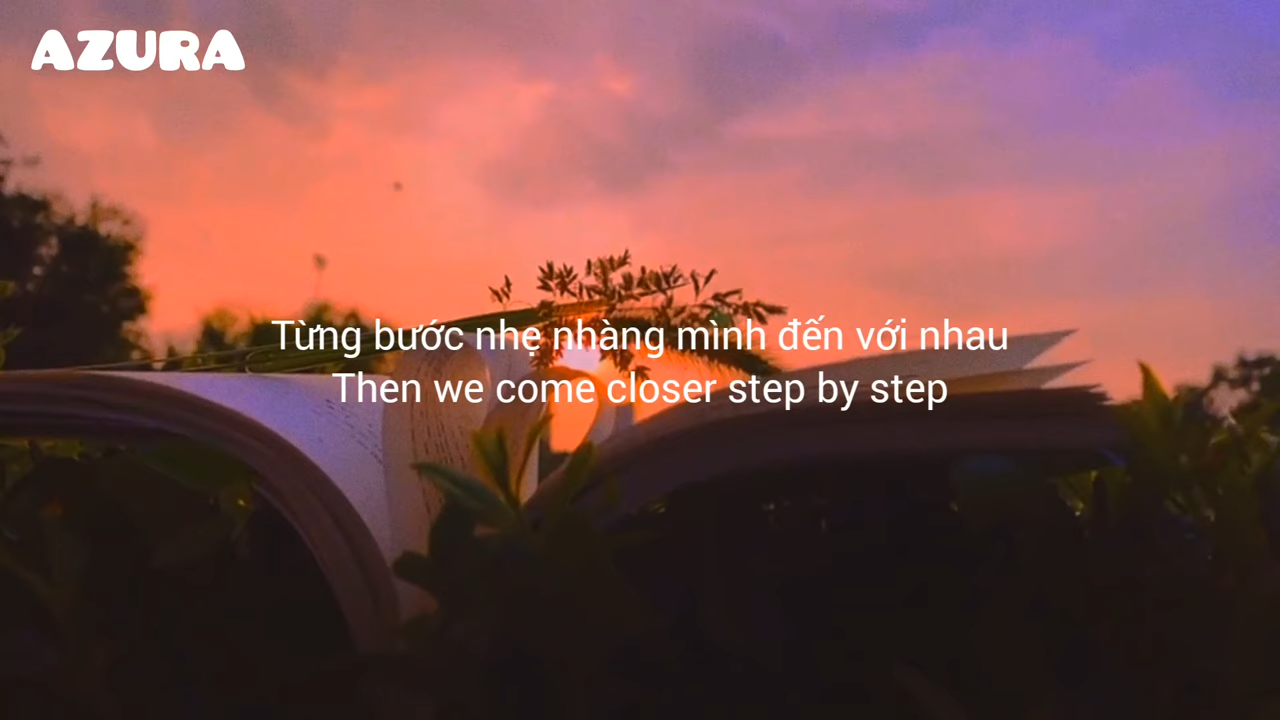 AZURA
Từng bước nhẹ nhàng mình đến với nhau
Then we come closer step by step